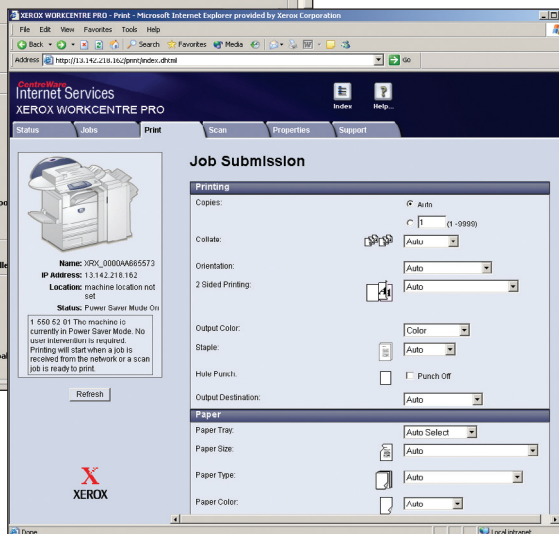 XEROX WORKCENTRE PRO - Print - Microsoft Internet Explorer provided by Xerox Corporation
File Edit View Favorites Tools Help
Back Search Favorites Media
Address http://13.142.218.162/print/index.dhtml Go
CentreWare
Internet Services
XEROX WORKCENTRE PRO
Index Help...
Status Jobs Print Scan Properties Support
Job Submission
Printing
Copies: Auto
1 (1 -9999)
Collate: Auto
Orientation: Auto
2 Sided Printing: Auto
Output Color: Color
Staple: Auto
Hole Punch: Punch Off
Output Destination: Auto
Paper
Paper Tray: Auto Select
Paper Size: Auto
Paper Type: Auto
Paper Color: Auto
Name: XRX_0000AA665573
IP Address: 13.142.218.162
Location: machine location not
set
Status: Power Saver Mode On
1 550 52 01 The machine is
currently in Power Saver Mode. No
user intervention is required.
Printing will start when a job is
received from the network or a scan
job is ready to print.
Refresh
X
XEROX
Done Local intranet